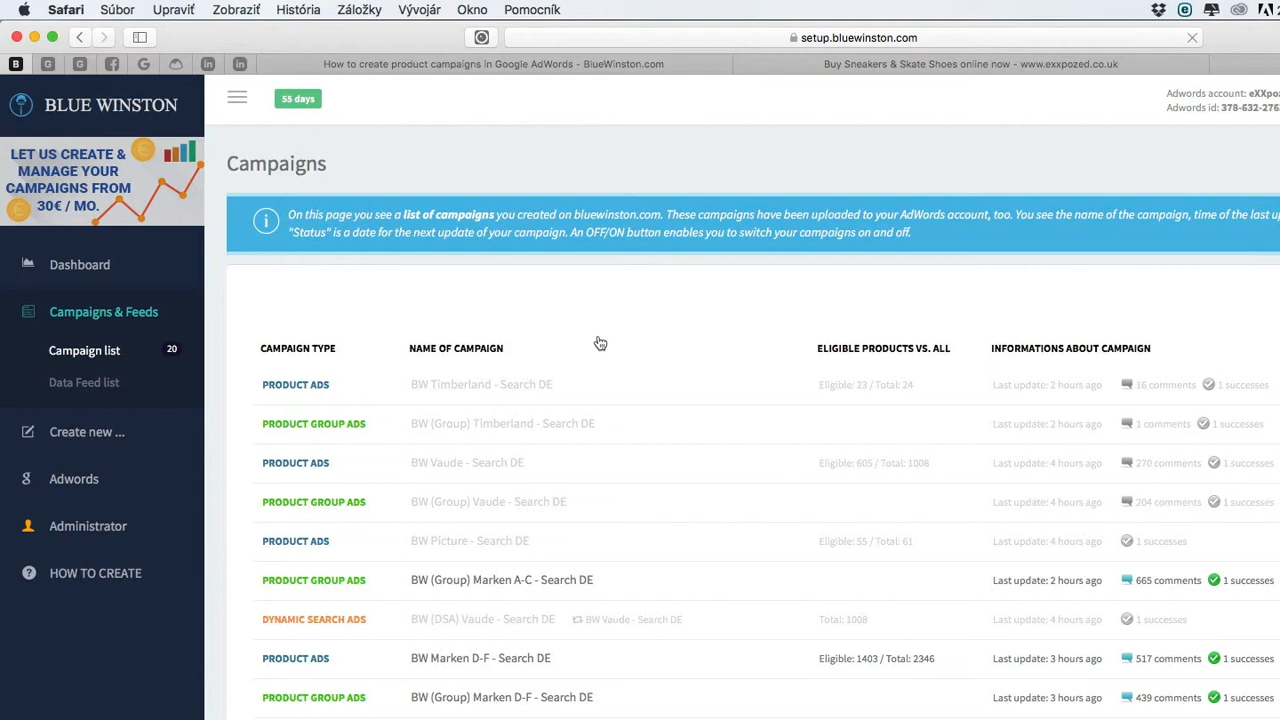 Safari Súbor Upraviť Zobraziť História Záložky Vývojár Okno Pomocník
setup.bluewinston.com
How to create product campaigns in Google AdWords - BlueWinston.com
Buy Sneakers & Skate Shoes online now - www.exxpozed.co.uk
BLUE WINSTON
55 days
Adwords account: eXXpoz
Adwords id: 378-632-276
LET US CREATE &
MANAGE YOUR
CAMPAIGNS FROM
30€ / MO.
Campaigns
On this page you see a list of campaigns you created on bluewinston.com. These campaigns have been uploaded to your AdWords account, too. You see the name of the campaign, time of the last up
"Status" is a date for the next update of your campaign. An OFF/ON button enables you to switch your campaigns on and off.
Dashboard
Campaigns & Feeds
Campaign list 20
Data Feed list
Create new ...
Adwords
Administrator
HOW TO CREATE
CAMPAIGN TYPE NAME OF CAMPAIGN ELIGIBLE PRODUCTS VS. ALL INFORMATIONS ABOUT CAMPAIGN
PRODUCT ADS BW Timberland - Search DE Eligible: 23 / Total: 24 Last update: 2 hours ago 16 comments 1 successes
PRODUCT GROUP ADS BW (Group) TImberland - Search DE Last update: 2 hours ago 1 comments 1 successes
PRODUCT ADS BW Vaude - Search DE Eligible: 605 / Total: 1008 Last update: 4 hours ago 270 comments 1 successes
PRODUCT GROUP ADS BW (Group) Vaude - Search DE Last update: 4 hours ago 204 comments 1 successes
PRODUCT ADS BW Picture - Search DE Eligible: 55 / Total: 61 Last update: 4 hours ago 1 successes
PRODUCT GROUP ADS BW (Group) Marken A-C - Search DE Last update: 2 hours ago 665 comments 1 successes
DYNAMIC SEARCH ADS BW (DSA) Vaude - Search DE BW Vaude - Search DE Total: 1008 Last update: 4 hours ago 1 successes
PRODUCT ADS BW Marken D-F - Search DE Eligible: 1403 / Total: 2346 Last update: 3 hours ago 517 comments 1 successes
PRODUCT GROUP ADS BW (Group) Marken D-F - Search DE Last update: 3 hours ago 439 comments 1 successes